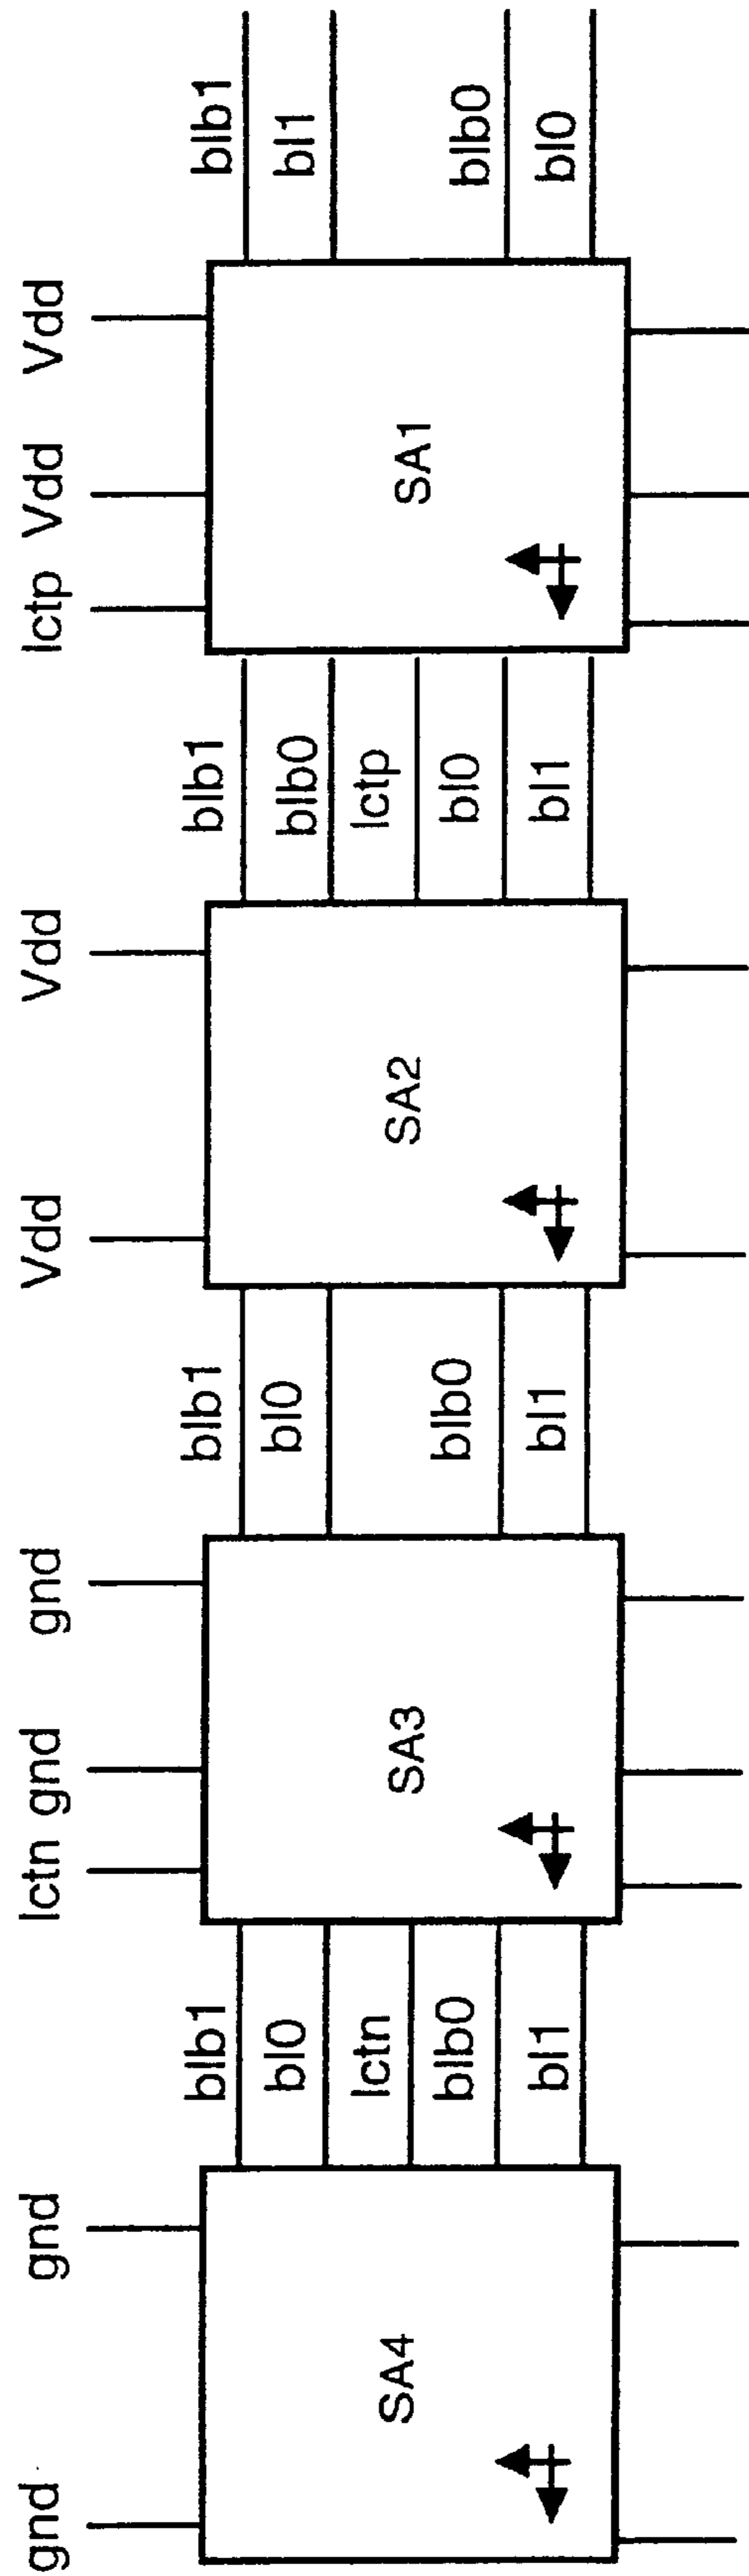 gnd gnd lctn gnd gnd Vdd Vdd lctp Vdd Vdd
blb1 blb1 blb1 blb1
bl0 bl0 blb0 bl1
lctn lctp
SA4 SA3 SA2 SA1
blb0 blb0 bl0 blb0
bl1 bl1 bl1 bl0